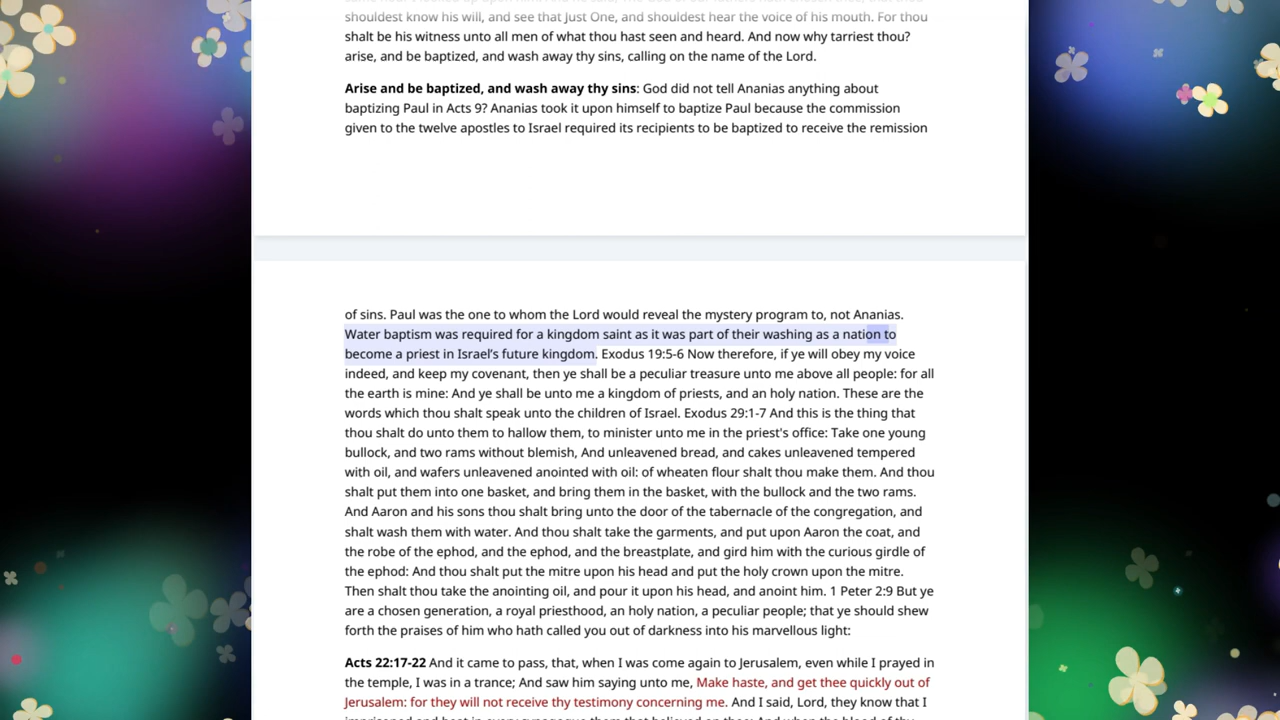 shouldest know his will, and see that Just One, and shouldest hear the voice of his mouth. For thou
shalt be his witness unto all men of what thou hast seen and heard. And now why tarriest thou?
arise, and be baptized, and wash away thy sins, calling on the name of the Lord.
Arise and be baptized, and wash away thy sins: God did not tell Ananias anything about
baptizing Paul in Acts 9? Ananias took it upon himself to baptize Paul because the commission
given to the twelve apostles to Israel required its recipients to be baptized to receive the remission
of sins. Paul was the one to whom the Lord would reveal the mystery program to, not Ananias.
Water baptism was required for a kingdom saint as it was part of their washing as a nation to
become a priest in Israel’s future kingdom. Exodus 19:5-6 Now therefore, if ye will obey my voice
indeed, and keep my covenant, then ye shall be a peculiar treasure unto me above all people: for all
the earth is mine: And ye shall be unto me a kingdom of priests, and an holy nation. These are the
words which thou shalt speak unto the children of Israel. Exodus 29:1-7 And this is the thing that
thou shalt do unto them to hallow them, to minister unto me in the priest's office: Take one young
bullock, and two rams without blemish, And unleavened bread, and cakes unleavened tempered
with oil, and wafers unleavened anointed with oil: of wheaten flour shalt thou make them. And thou
shalt put them into one basket, and bring them in the basket, with the bullock and the two rams.
And Aaron and his sons thou shalt bring unto the door of the tabernacle of the congregation, and
shalt wash them with water. And thou shalt take the garments, and put upon Aaron the coat, and
the robe of the ephod, and the ephod, and the breastplate, and gird him with the curious girdle of
the ephod: And thou shalt put the mitre upon his head and put the holy crown upon the mitre.
Then shalt thou take the anointing oil, and pour it upon his head, and anoint him. 1 Peter 2:9 But ye
are a chosen generation, a royal priesthood, an holy nation, a peculiar people; that ye should shew
forth the praises of him who hath called you out of darkness into his marvellous light:
Acts 22:17-22 And it came to pass, that, when I was come again to Jerusalem, even while I prayed in
the temple, I was in a trance; And saw him saying unto me, Make haste, and get thee quickly out of
Jerusalem: for they will not receive thy testimony concerning me. And I said, Lord, they know that I